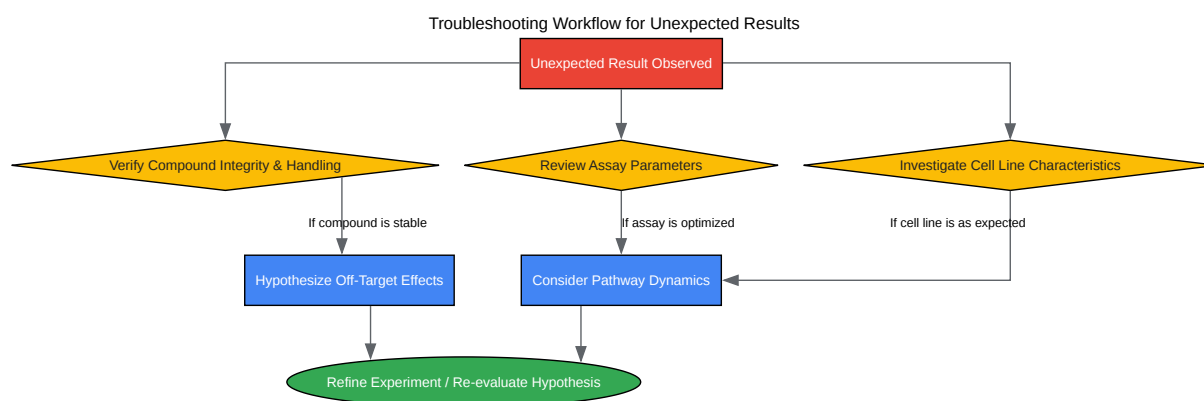 Troubleshooting Workflow for Unexpected Results
Unexpected Result Observed
Verify Compound Integrity & Handling
Review Assay Parameters
Investigate Cell Line Characteristics
If compound is stable
If assay is optimized
If cell line is as expected
Hypothesize Off-Target Effects
Consider Pathway Dynamics
Refine Experiment / Re-evaluate Hypothesis